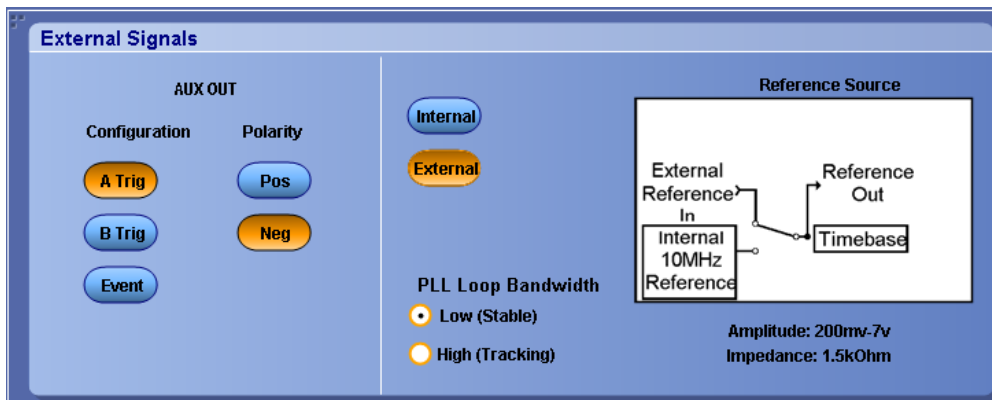 External Signals
AUX OUT
Configuration
Polarity
A Trig
Pos
B Trig
Neg
Event
Internal
External
PLL Loop Bandwidth
Low (Stable)
High (Tracking)
Reference Source
External
Reference
In
Internal
10MHz
Reference
Reference
Out
Timebase
Amplitude: 200mv-7v
Impedance: 1.5kOhm